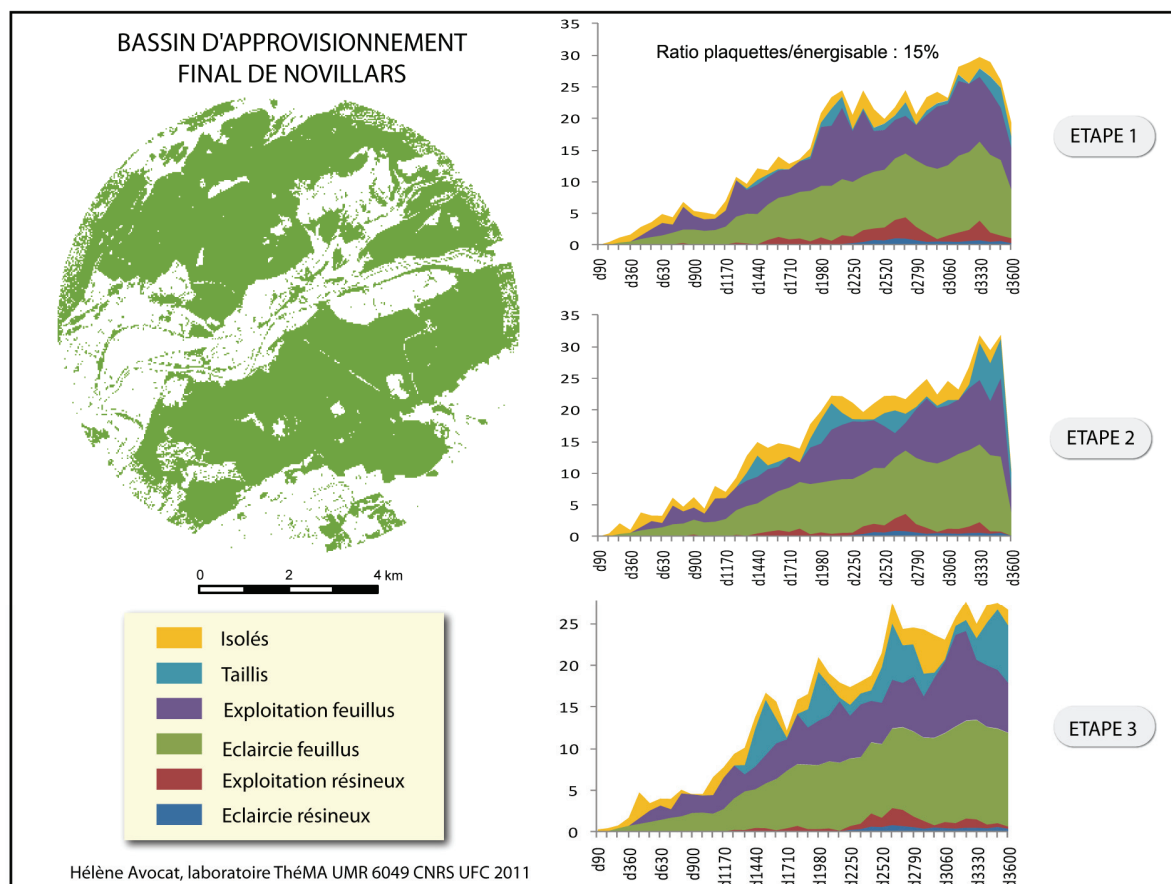 BASSIN D'APPROVISIONNEMENT
FINAL DE NOVILLARS
0 2 4 km
Isolés
Taillis
Exploitation feuillus
Eclaircie feuillus
Exploitation résineux
Eclaircie résineux
Hélène Avocat, laboratoire ThéMA UMR 6049 CNRS UFC 2011
Ratio plaquettes/énergisable : 15%
35
30
25
20
15
10
5
0
d90 d360 d630 d900 d1170 d1440 d1710 d1980 d2250 d2520 d2790 d3060 d3330 d3600
ETAPE 1
35
30
25
20
15
10
5
0
d90 d360 d630 d900 d1170 d1440 d1710 d1980 d2250 d2520 d2790 d3060 d3330 d3600
ETAPE 2
25
20
15
10
5
0
d90 d360 d630 d900 d1170 d1440 d1710 d1980 d2250 d2520 d2790 d3060 d3330 d3600
ETAPE 3